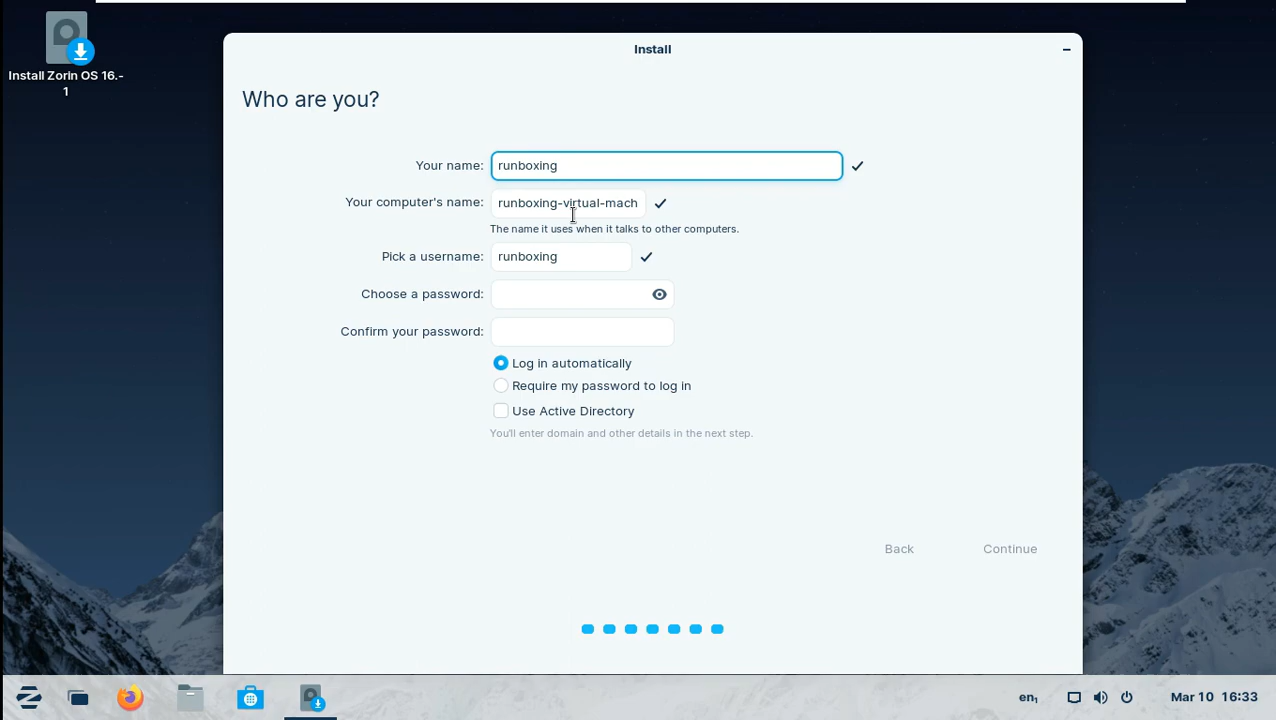 Install Zorin OS 16.-
1
Install
Who are you?
Your name: runboxing
Your computer's name: runboxing-virtual-mach
The name it uses when it talks to other computers.
Pick a username: runboxing
Choose a password:
Confirm your password:
Log in automatically
Require my password to log in
Use Active Directory
You'll enter domain and other details in the next step.
Back Continue
en₁ Mar 10 16:33